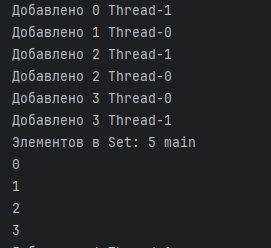 Добавлено 0 Thread-1
Добавлено 1 Thread-0
Добавлено 2 Thread-1
Добавлено 2 Thread-0
Добавлено 3 Thread-0
Добавлено 3 Thread-1
Элементов в Set: 5 main
0
1
2
3